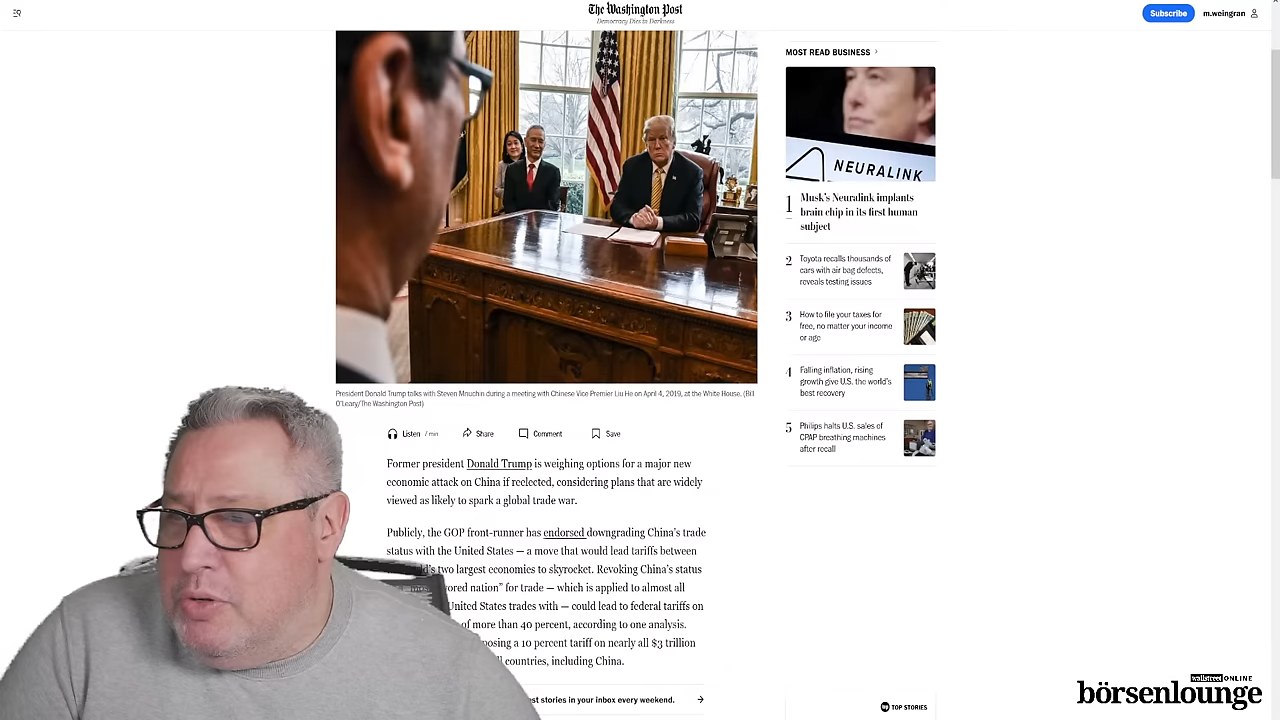 The Washington Post
Democracy Dies in Darkness
Subscribe
m.weingran
President Donald Trump talks with Steven Mnuchin during a meeting with Chinese Vice Premier Liu He on April 4, 2019, at the White House. (Bill
O'Leary/The Washington Post)
Listen 7 min
Share
Comment
Save
Former president Donald Trump is weighing options for a major new
economic attack on China if reelected, considering plans that are widely
viewed as likely to spark a global trade war.
Publicly, the GOP front-runner has endorsed downgrading China's trade
status with the United States — a move that would lead tariffs between
two largest economies to skyrocket. Revoking China's status
nation” for trade — which is applied to almost all
United States trades with — could lead to federal tariffs on
of more than 40 percent, according to one analysis.
a 10 percent tariff on nearly all $3 trillion
countries, including China.
stories in your inbox every weekend.
MOST READ BUSINESS
NEURALINK
1 Musk's Neuralink implants
brain chip in its first human
subject
2 Toyota recalls thousands of
cars with air bag defects,
reveals testing issues
3 How to file your taxes for
free, no matter your income
or age
4 Falling inflation, rising
growth give U.S. the world's
best recovery
5 Philips halts U.S. sales of
CPAP breathing machines
after recall
TOP STORIES
wallstreet ONLINE
börsenlounge